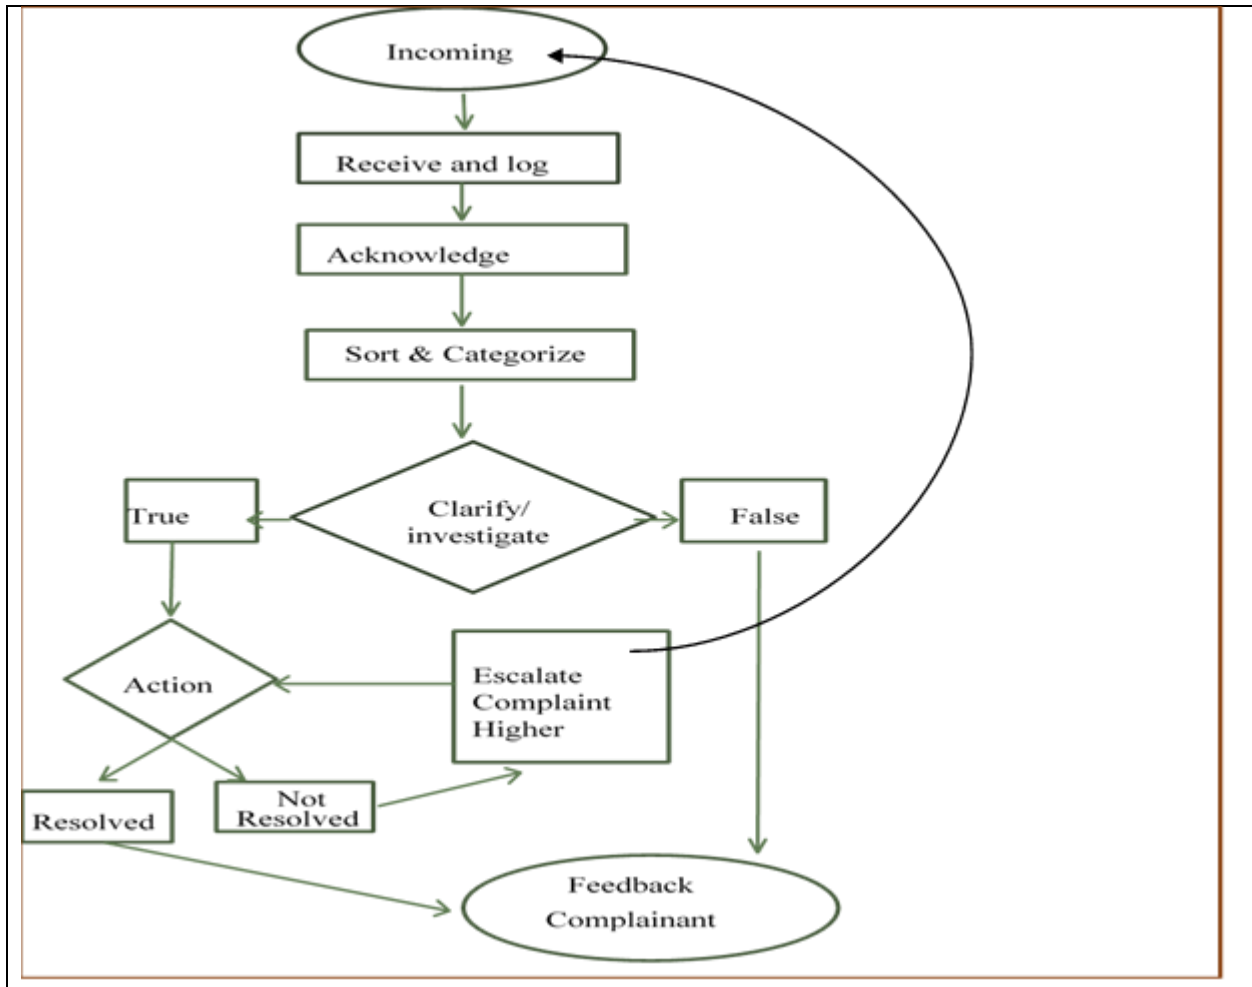 Incoming
Receive and log
Acknowledge
Sort & Categorize
Clarify/
investigate
True
False
Action
Escalate
Complaint
Higher
Not
Resolved
Resolved
Feedback
Complainant